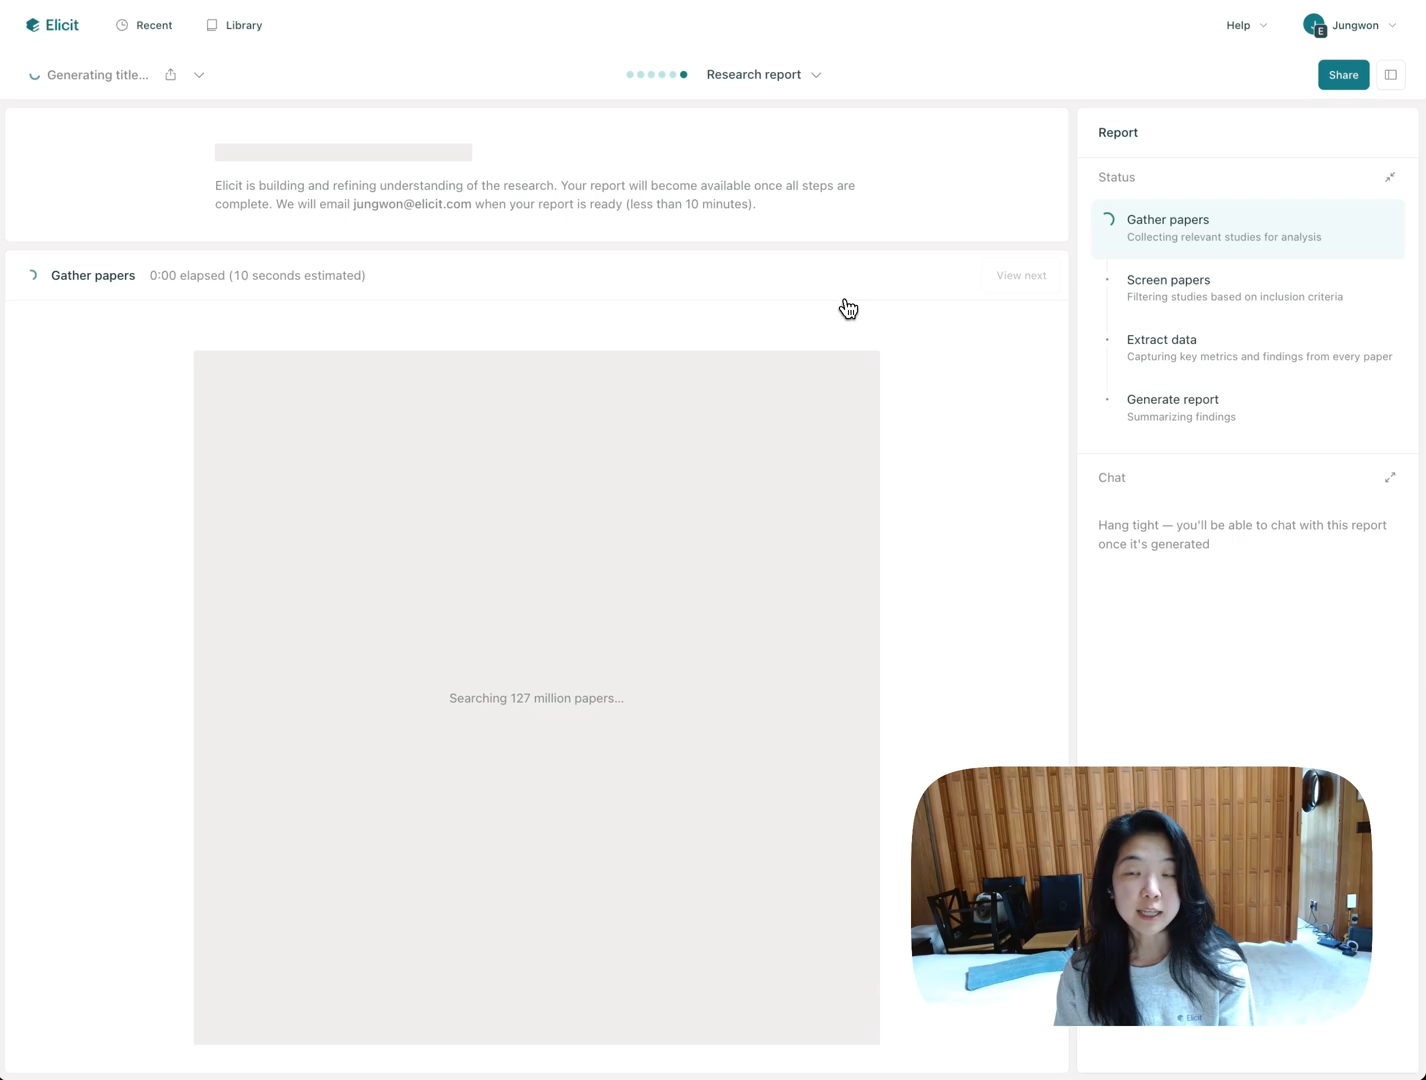 Elicit
Recent
Library
Help
J
E
Jungwon
Generating title...
Research report
Share
Elicit is building and refining understanding of the research. Your report will become available once all steps are
complete. We will email jungwon@elicit.com when your report is ready (less than 10 minutes).
Gather papers 0:00 elapsed (10 seconds estimated)
View next
Searching 127 million papers...
Report
Status
Gather papers
Collecting relevant studies for analysis
Screen papers
Filtering studies based on inclusion criteria
Extract data
Capturing key metrics and findings from every paper
Generate report
Summarizing findings
Chat
Hang tight — you'll be able to chat with this report
once it's generated
Elicit